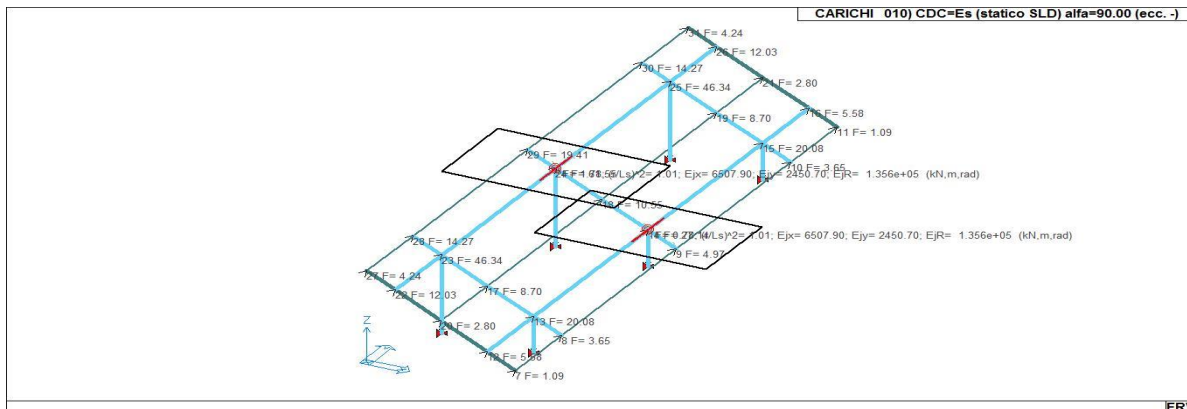 CARICHI 010) CDC=Es (statico SLD) alfa=90.00 (ecc. -)
31 F= 4.24
26 F= 12.03
30 F= 14.27
25 F= 46.34
21 F= 2.80
19 F= 8.70
16 F= 5.58
11 F= 1.09
15 F= 20.08
10 F= 3.65
29 F= 19.41
1.01; Ejx= 6507.90; Ejy= 2450.70; EjR= 1.356e+05 (kN,m,rad)
18 F= 10.55
1.01; Ejx= 6507.90; Ejy= 2450.70; EjR= 1.356e+05 (kN,m,rad)
9 F= 4.97
28 F= 14.27
23 F= 46.34
27 F= 4.24
22 F= 12.03
17 F= 8.70
20 F= 2.80
13 F= 20.08
8 F= 3.65
12 F= 5.58
7 F= 1.09
Z